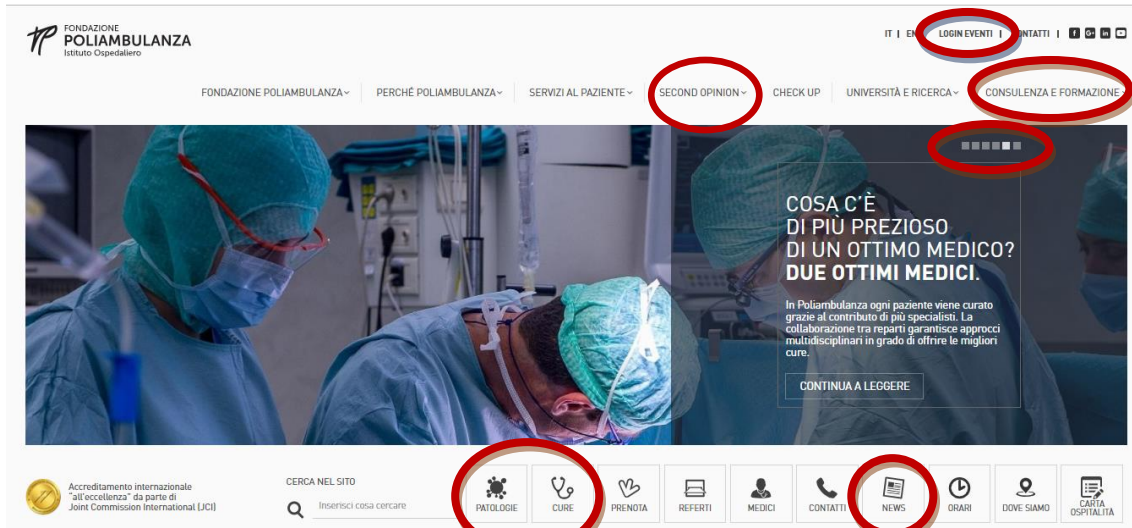 FONDAZIONE
POLIAMBULANZA
Istituto Ospedaliero
IT | EN | LOGIN EVENTI | CONTATTI |
FONDAZIONE POLIAMBULANZA
PERCHÉ POLIAMBULANZA
SERVIZI AL PAZIENTE
SECOND OPINION
CHECK UP
UNIVERSITÀ E RICERCA
CONSULENZA E FORMAZIONE
COSA C'È
DI PIÙ PREZIOSO
DI UN OTTIMO MEDICO?
DUE OTTIMI MEDICI.
In Poliambulanza ogni paziente viene curato
grazie al contributo di più specialisti. La
collaborazione tra reparti garantisce approcci
multidisciplinari in grado di offrire le migliori
cure.
CONTINUA A LEGGERE
Accreditamento internazionale
"all'eccellenza" da parte di
Joint Commission International (JCI)
CERCA NEL SITO
Inserisci cosa cercare
PATOLOGIE
CURE
PRENOTA
REFERTI
MEDICI
CONTATTI
NEWS
ORARI
DOVE SIAMO
CARTA
OSPITALITÀ